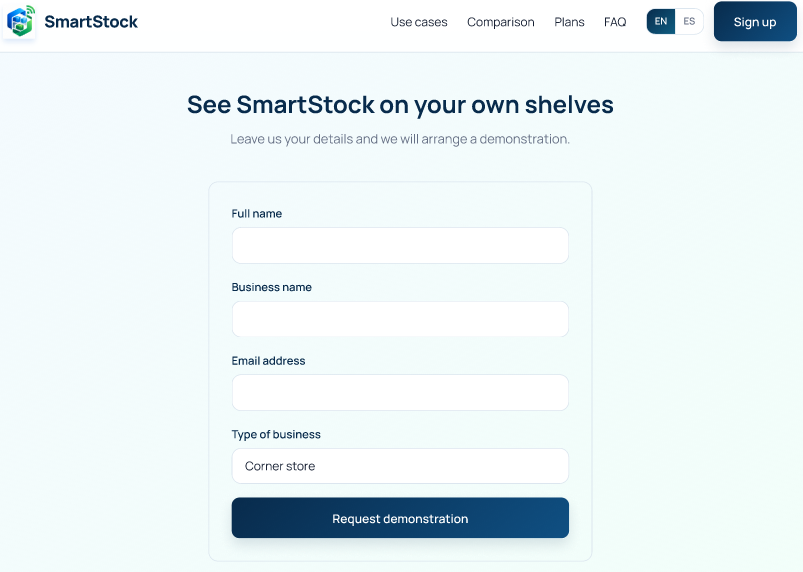 SmartStock
Use cases
Comparison
Plans
FAQ
EN
ES
Sign up
See SmartStock on your own shelves
Leave us your details and we will arrange a demonstration.
Full name
Business name
Email address
Type of business
Corner store
Request demonstration